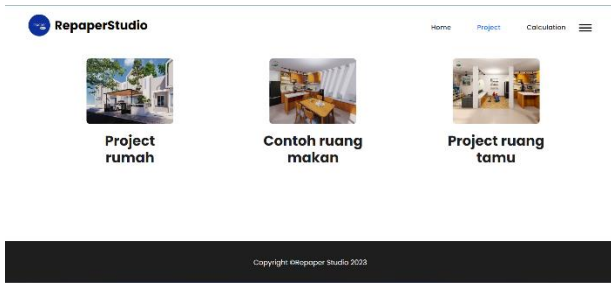 RepaperStudio
Home Project Calculation
Project
rumah
Contoh ruang
makan
Project ruang
tamu
Copyright ©Repaper Studio 2023